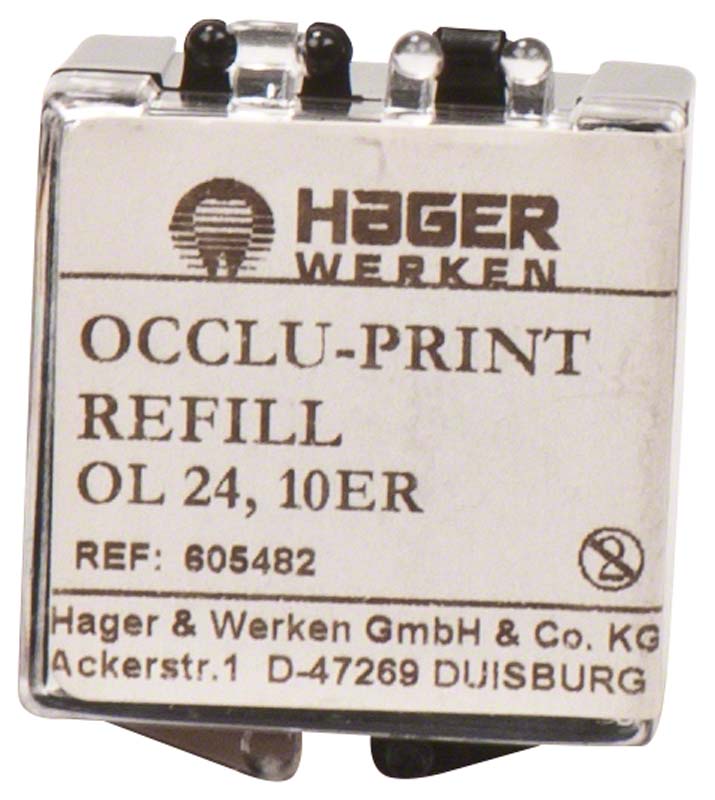 HaGER
WERKEN
OCCLU-PRINT
REFILL
OL 24, 10ER
REF: 605482
2
Hager & Werken GmbH & Co. KG
Ackerstr.1 D-47269 DUISBURG